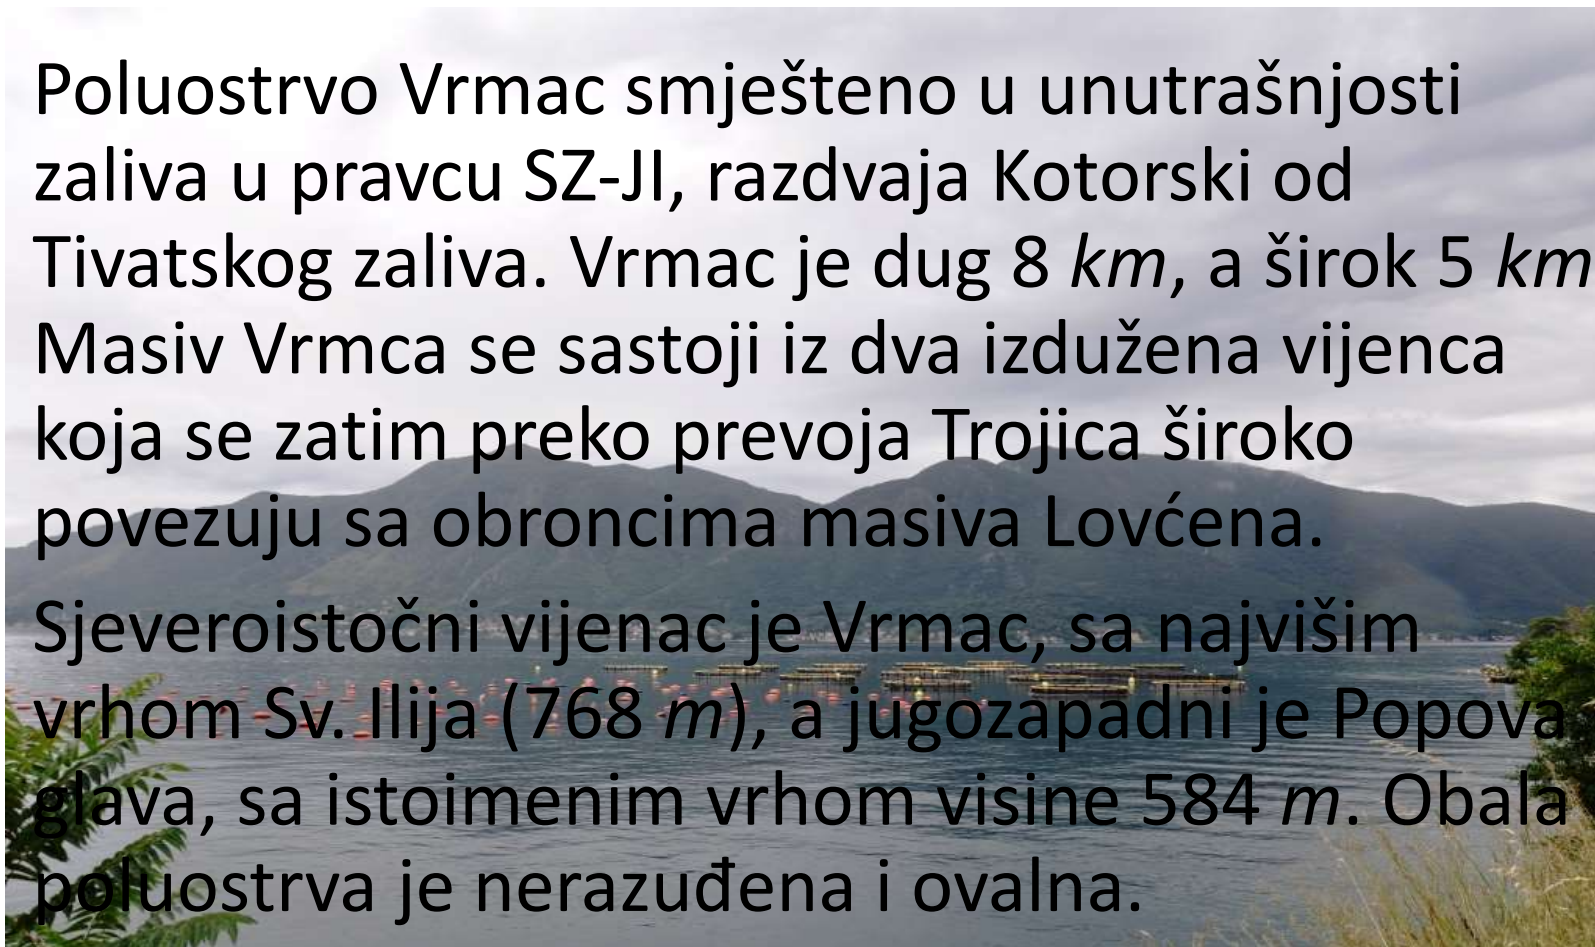 Poluostrvo Vrmac smješteno u unutrašnjosti
zaliva u pravcu SZ-JI, razdvaja Kotorski od
Tivatskog zaliva. Vrmac je dug 8 km, a širok 5 km
Masiv Vrmca se sastoji iz dva izdužena vijenca
koja se zatim preko prevoja Trojica široko
povezuju sa obroncima masiva Lovćena.
Sjeveroistočni vijenac je Vrmac, sa najvišim
vrhom Sv. Ilija (768 m), a jugozapadni je Popova
glava, sa istoimenim vrhom visine 584 m. Obala
poluostrva je nerazuđena i ovalna.